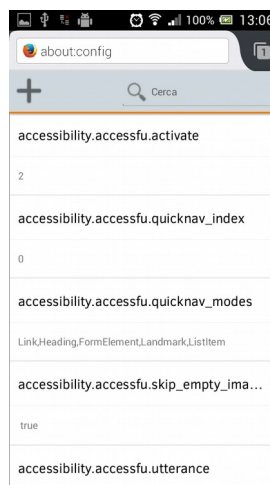 100% 13:06
about:config
1
Cerca
accessibility.accessfu.activate
2
accessibility.accessfu.quicknav_index
0
accessibility.accessfu.quicknav_modes
Link,Heading,FormElement,Landmark,ListItem
accessibility.accessfu.skip_empty_ima...
true
accessibility.accessfu.utterance